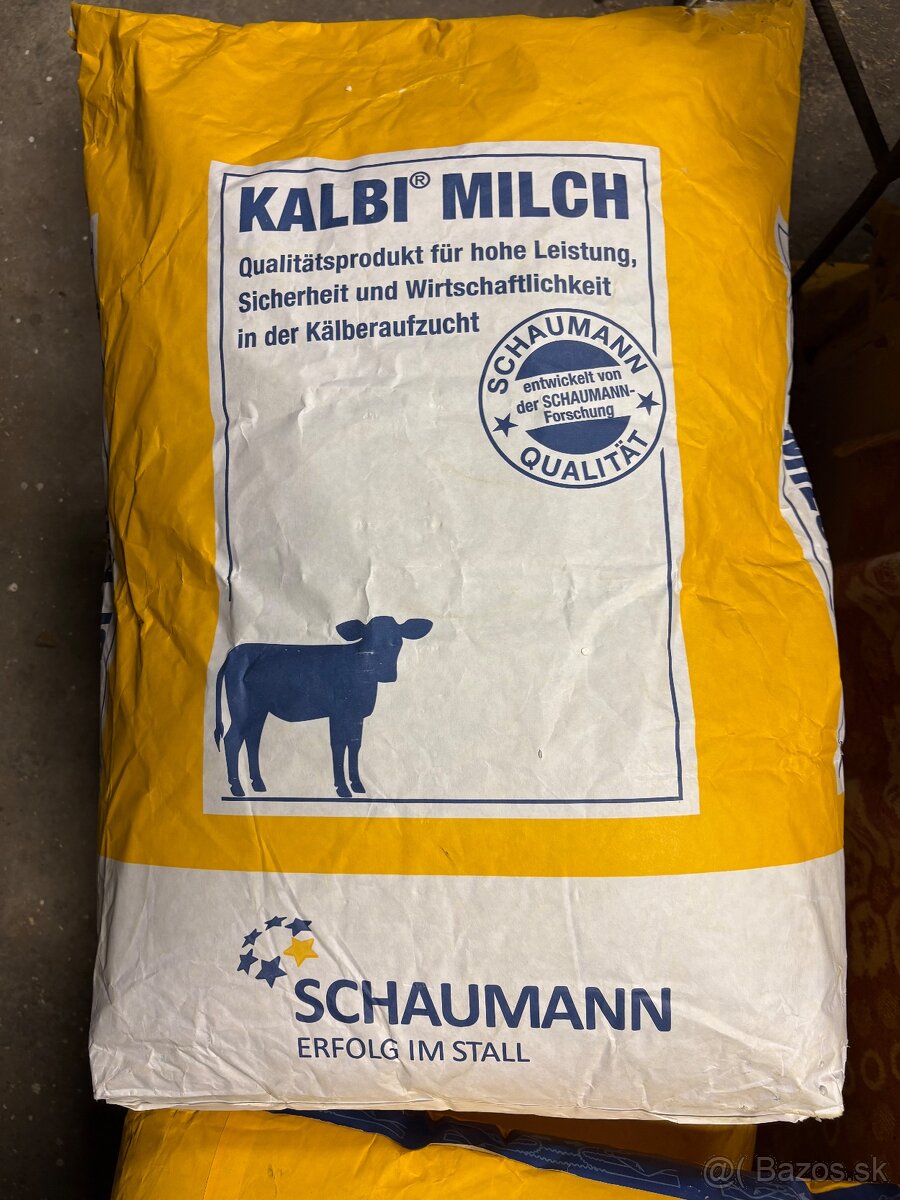 KALBI® MILCH
Qualitätsprodukt für hohe Leistung,
Sicherheit und Wirtschaftlichkeit
in der Kälberaufzucht
SCHAUMANN
entwickelt von
der SCHAUMANN-
Forschung
QUALITÄT
SCHAUMANN
ERFOLG IM STALL
@( Bazos.sk